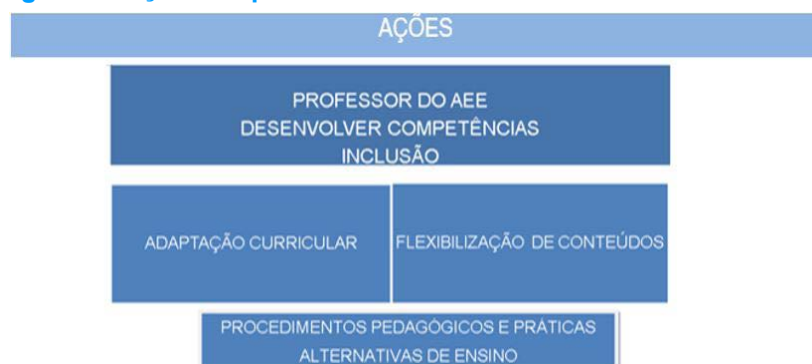 AÇÕES
PROFESSOR DO AEE
DESENVOLVER COMPETÊNCIAS
INCLUSÃO
ADAPTAÇÃO CURRICULAR
FLEXIBILIZAÇÃO DE CONTEÚDOS
PROCEDIMENTOS PEDAGÓGICOS E PRÁTICAS
ALTERNATIVAS DE ENSINO